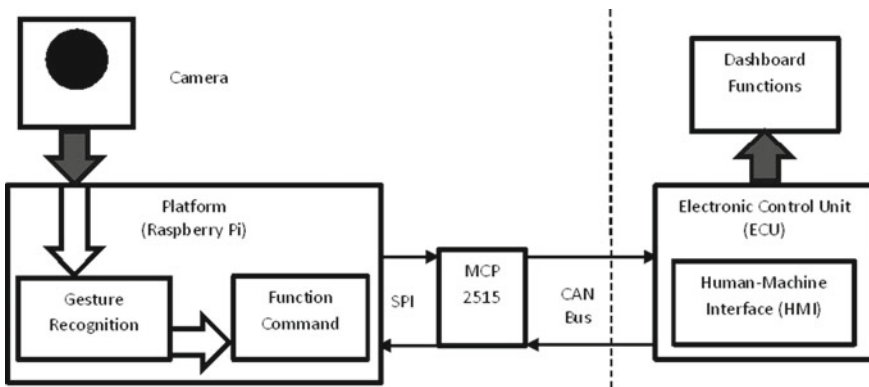 Camera
Dashboard
Functions
Platform
(Raspberry Pi)
Electronic Control Unit
(ECU)
Gesture
Recognition
Function
Command
SPI
MCP
2515
CAN
Bus
Human-Machine
Interface (HMI)